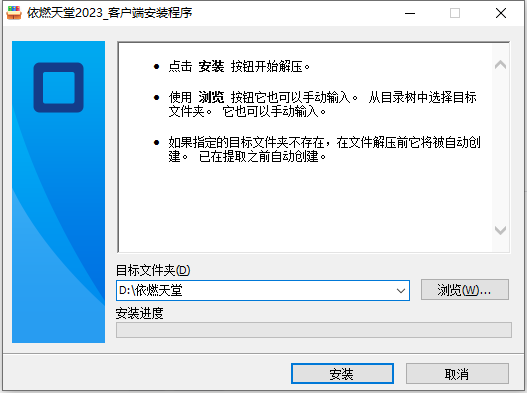 依燃天堂2023_客户端安装程序
点击 安装 按钮开始解压。
使用 浏览 按钮它也可以手动输入。 从目录树中选择目标
文件夹。 它也可以手动输入。
如果指定的目标文件夹不存在，在文件解压前它将被自动创
建。 已在提取之前自动创建。
目标文件夹(D)
D:\依燃天堂
浏览(W)...
安装进度
安装
取消